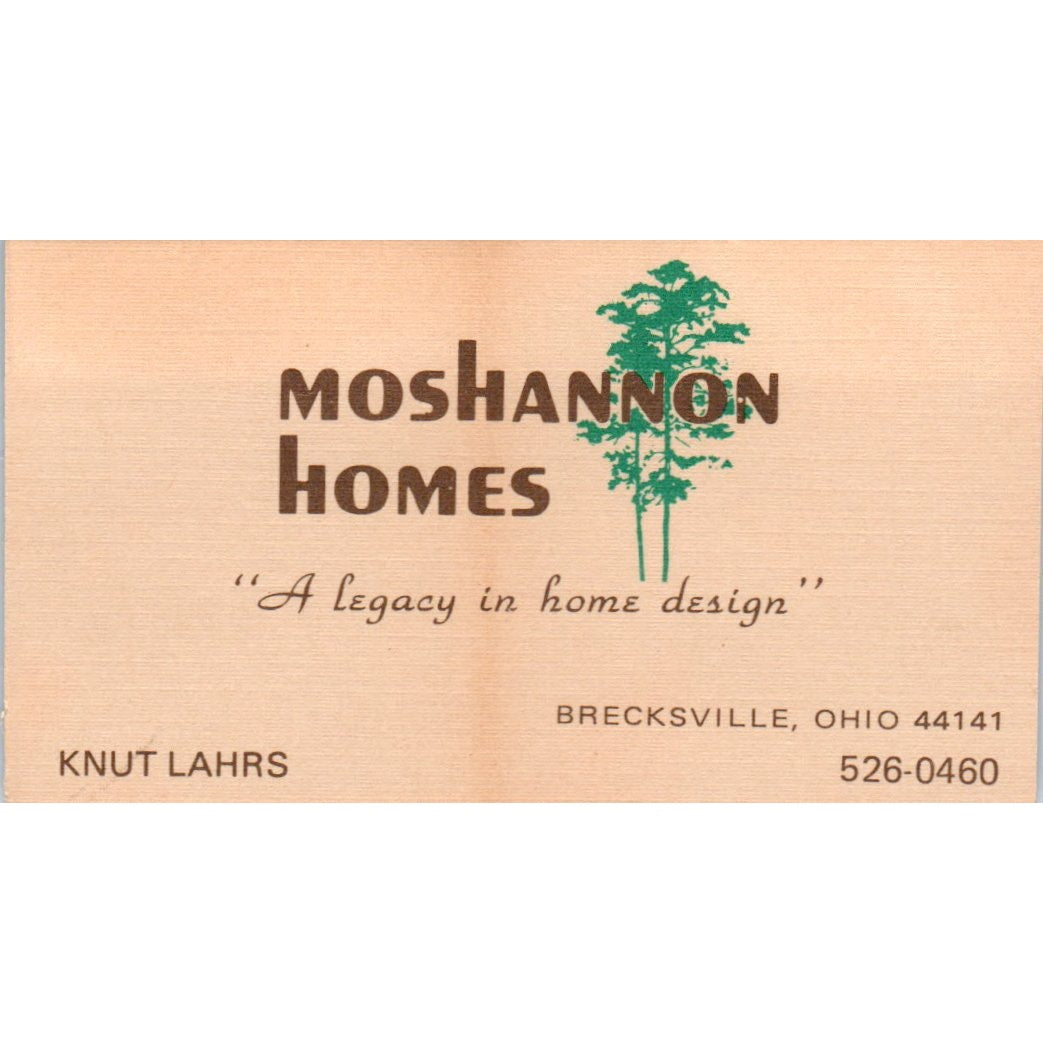 MOSHANNON
HOMES
“A legacy in home design”
BRECKSVILLE, OHIO 44141
KNUT LAHRS
526-0460